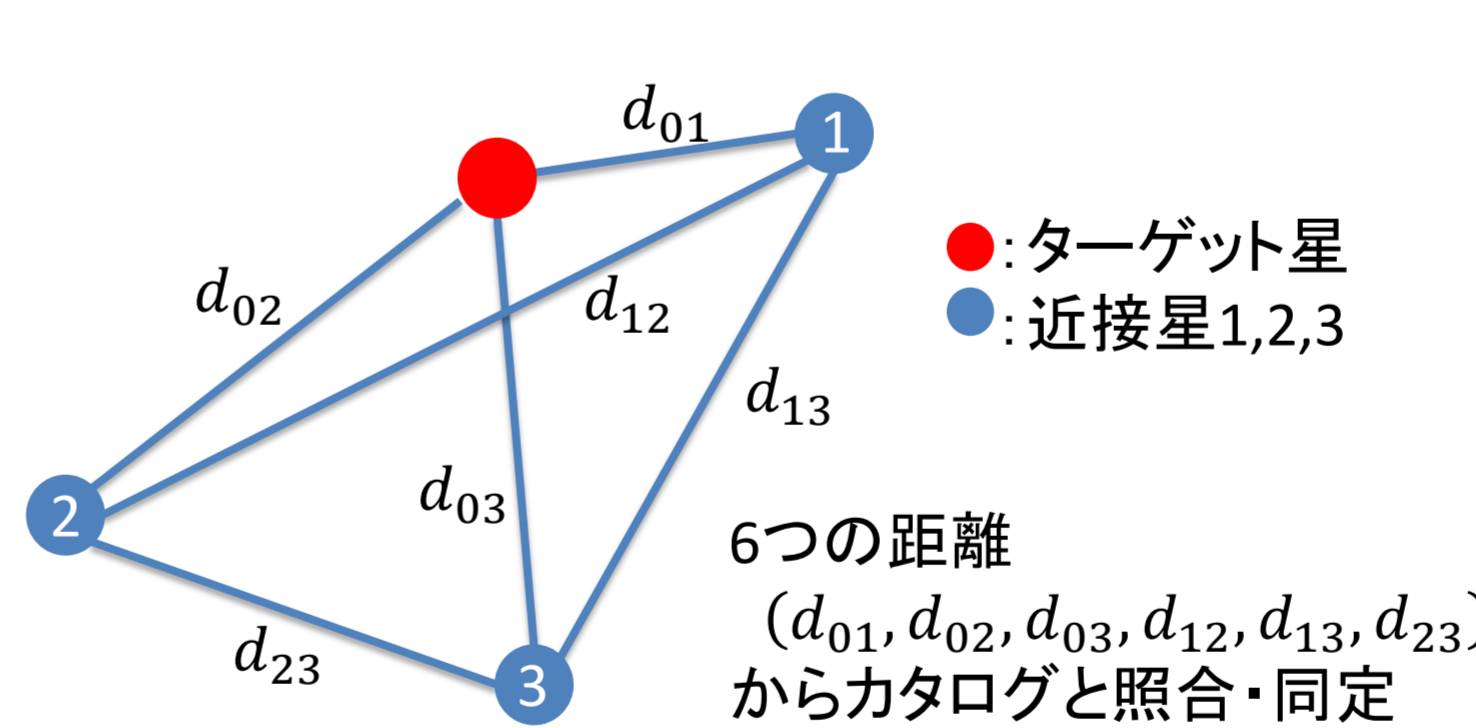 d₀₁
1
: ターゲット星
d₀₂
d₁₂
: 近接星1,2,3
d₁₃
2
d₀₃
6つの距離
(d₀₁, d₀₂, d₀₃, d₁₂, d₁₃, d₂₃)
d₂₃
3
からカタログと照合・同定